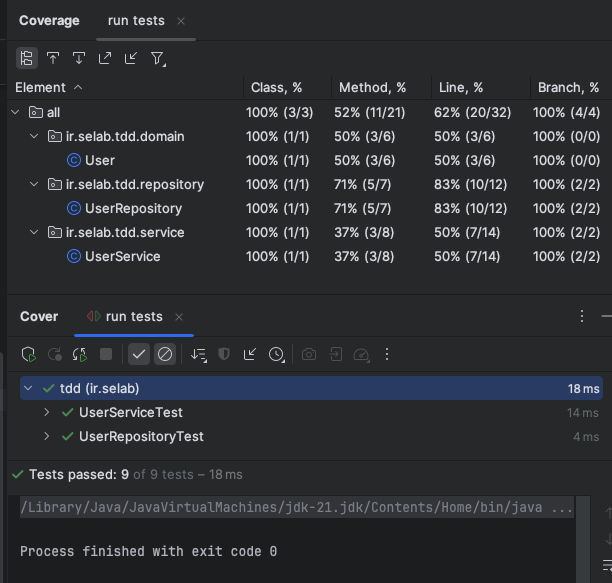 Coverage run tests ×
Element Class, % Method, % Line, % Branch, %
all 100% (3/3) 52% (11/21) 62% (20/32) 100% (4/4)
ir.selab.tdd.domain 100% (1/1) 50% (3/6) 50% (3/6) 100% (0/0)
User 100% (1/1) 50% (3/6) 50% (3/6) 100% (0/0)
ir.selab.tdd.repository 100% (1/1) 71% (5/7) 83% (10/12) 100% (2/2)
UserRepository 100% (1/1) 71% (5/7) 83% (10/12) 100% (2/2)
ir.selab.tdd.service 100% (1/1) 37% (3/8) 50% (7/14) 100% (2/2)
UserService 100% (1/1) 37% (3/8) 50% (7/14) 100% (2/2)
Cover run tests ×
tdd (ir.selab) 18 ms
UserServiceTest 14 ms
UserRepositoryTest 4 ms
Tests passed: 9 of 9 tests – 18 ms
/Library/Java/JavaVirtualMachines/jdk-21.jdk/Contents/Home/bin/java ...
Process finished with exit code 0